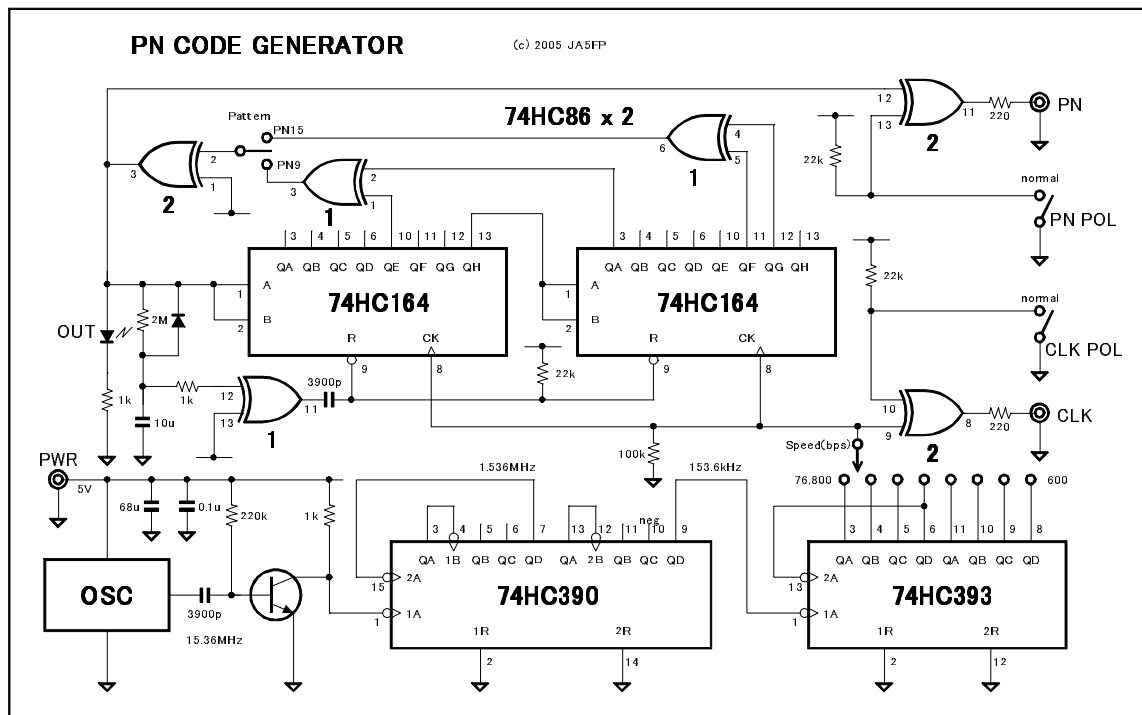 PN CODE GENERATOR
(c) 2005 JA5FP
74HC86 x 2
Pattern
PN15
PN9
3
2
1
2
3
2
1
1
6
4
5
1
12
13
11
2
220
PN
22k
normal
PN POL
3 4 5 6 10 11 12 13
QA QB QC QD QE QF QG QH
1 A
74HC164
2 B
R
CK
9
8
3 4 5 6 10 11 12 13
QA QB QC QD QE QF QG QH
1 A
74HC164
2 B
R
CK
9
8
22k
normal
CLK POL
OUT
2M
1k
10u
1k
12
13
11
1
3900p
22k
100k
10
9
8
2
220
CLK
Speed(bps)
76,800
600
PWR
5V
68u
0.1u
220k
1k
1.536MHz
153.6kHz
OSC
3900p
15.36MHz
neg
3 4 5 6 7 13 12 11 10 9
QA 1B QB QC QD QA 2B QB QC QD
15 2A
74HC390
1 1A
1R
2R
2
14
3 4 5 6 11 10 9 8
QA QB QC QD QA QB QC QD
13 2A
74HC393
1 1A
1R
2R
2
12